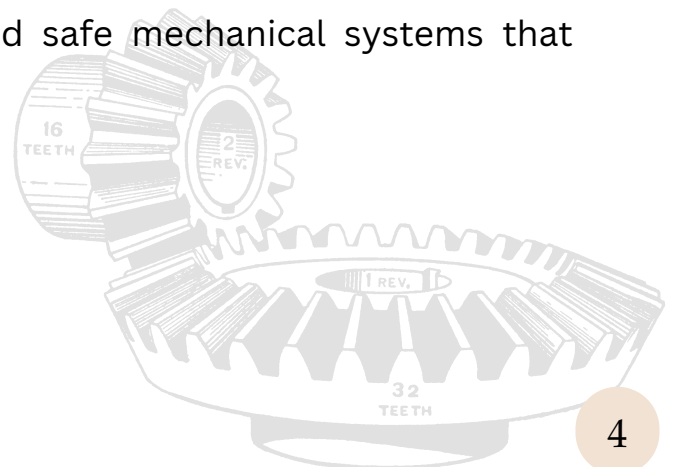 d safe mechanical systems that
16
TEETH
2
REV.
1 REV.
32
TEETH
4